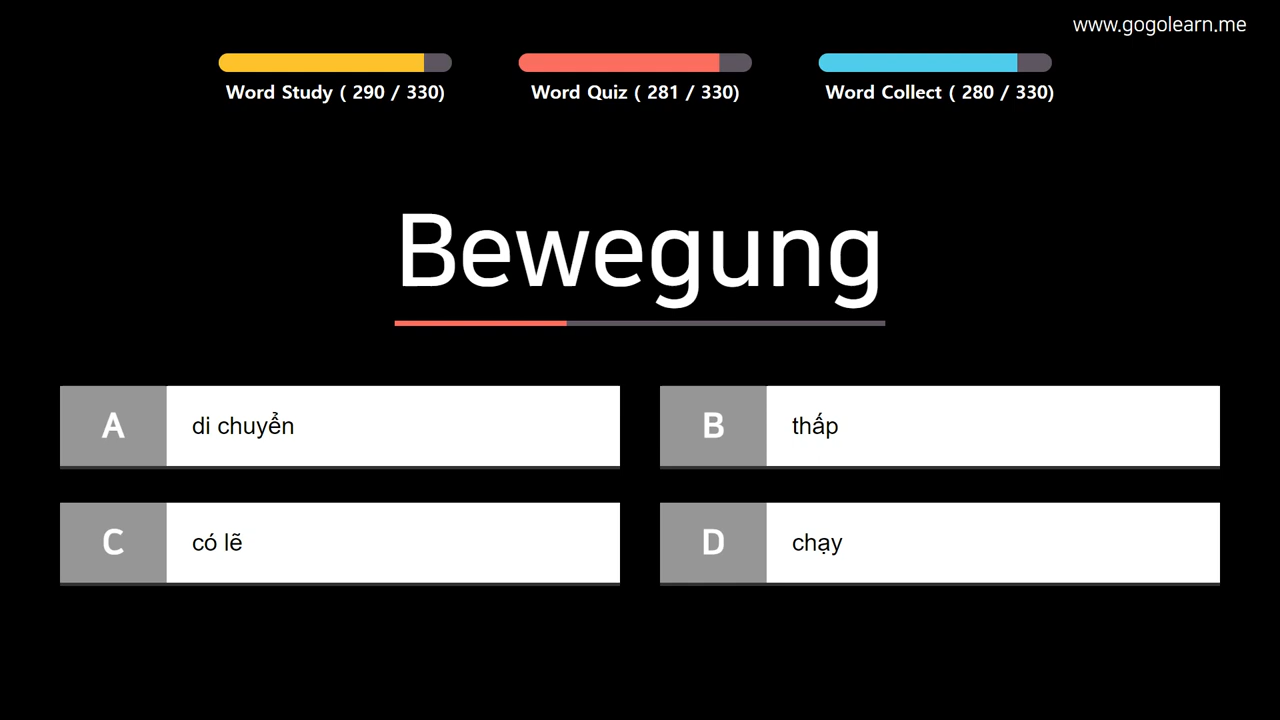 www.gogolearn.me
Word Study ( 290 / 330)
Word Quiz ( 281 / 330)
Word Collect ( 280 / 330)
Bewegung
A di chuyển
B thấp
C có lẽ
D chạy